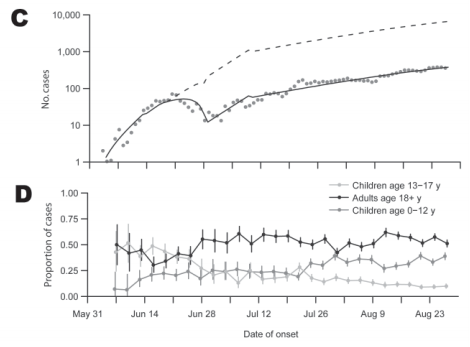 C
10,000
1,000
100
10
1
No. cases
D
Children age 13−17 y
Adults age 18+ y
Children age 0−12 y
1.00
0.75
0.50
0.25
0.00
Proportion of cases
May 31 Jun 14 Jun 28 Jul 12 Jul 26 Aug 9 Aug 23
Date of onset